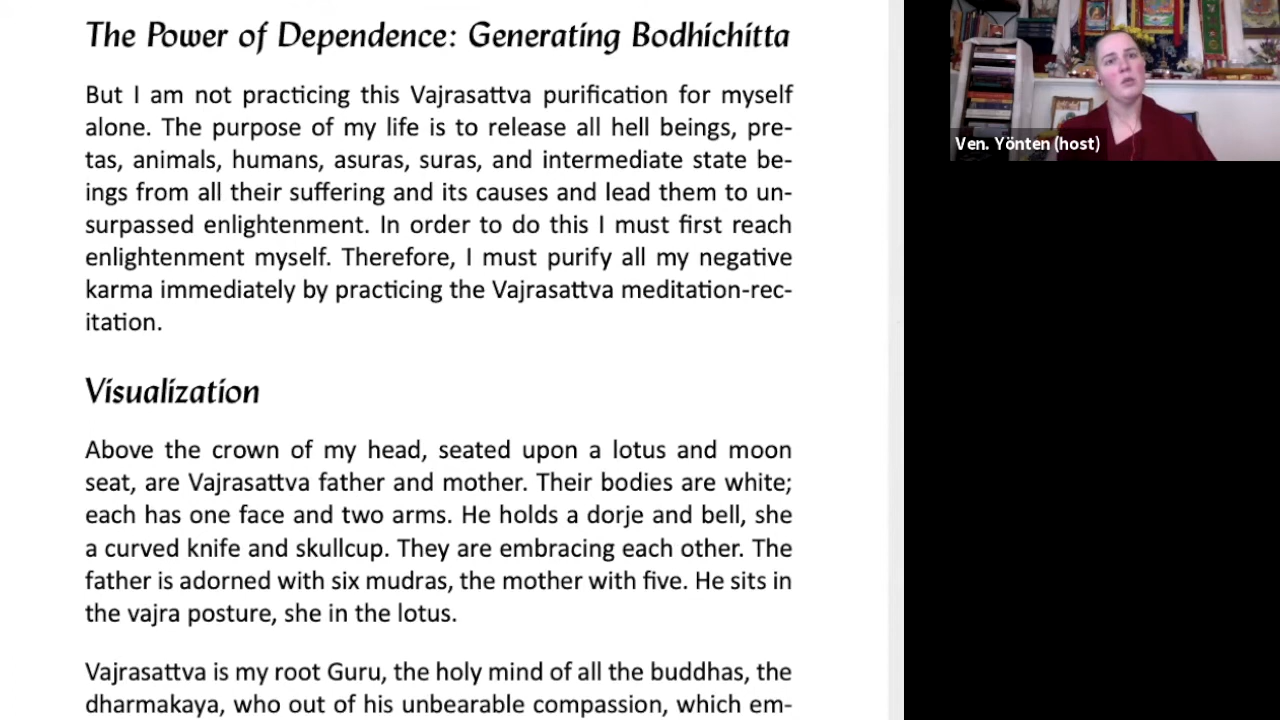 The Power of Dependence: Generating Bodhichitta
But I am not practicing this Vajrasattva purification for myself
alone. The purpose of my life is to release all hell beings, pre-
tas, animals, humans, asuras, suras, and intermediate state be-
ings from all their suffering and its causes and lead them to un-
surpassed enlightenment. In order to do this I must first reach
enlightenment myself. Therefore, I must purify all my negative
karma immediately by practicing the Vajrasattva meditation-rec-
itation.
Visualization
Above the crown of my head, seated upon a lotus and moon
seat, are Vajrasattva father and mother. Their bodies are white;
each has one face and two arms. He holds a dorje and bell, she
a curved knife and skullcup. They are embracing each other. The
father is adorned with six mudras, the mother with five. He sits in
the vajra posture, she in the lotus.
Vajrasattva is my root Guru, the holy mind of all the buddhas, the
dharmakaya, who out of his unbearable compassion, which em-
Ven. Yönten (host)